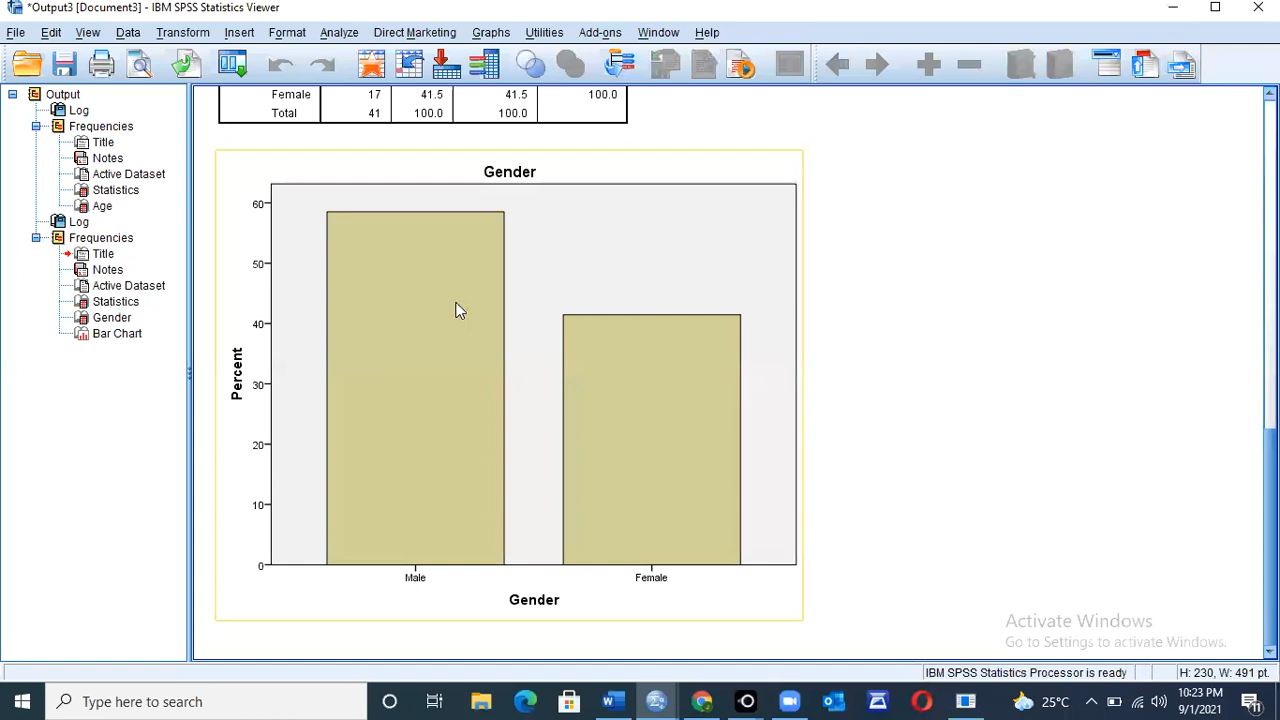 *Output3 [Document3] - IBM SPSS Statistics Viewer
File Edit View Data Transform Insert Format Analyze Direct Marketing Graphs Utilities Add-ons Window Help
Output
Log
Frequencies
Title
Notes
Active Dataset
Statistics
Age
Log
Frequencies
Title
Notes
Active Dataset
Statistics
Gender
Bar Chart
Female 17 41.5 41.5 100.0
Total 41 100.0 100.0
Gender
60
50
40
30
20
10
0
Percent
Male Female
Gender
Activate Windows
Go to Settings to activate Windows.
IBM SPSS Statistics Processor is ready H: 230, W: 491 pt.
Type here to search
25°C
10:23 PM
9/1/2021
11